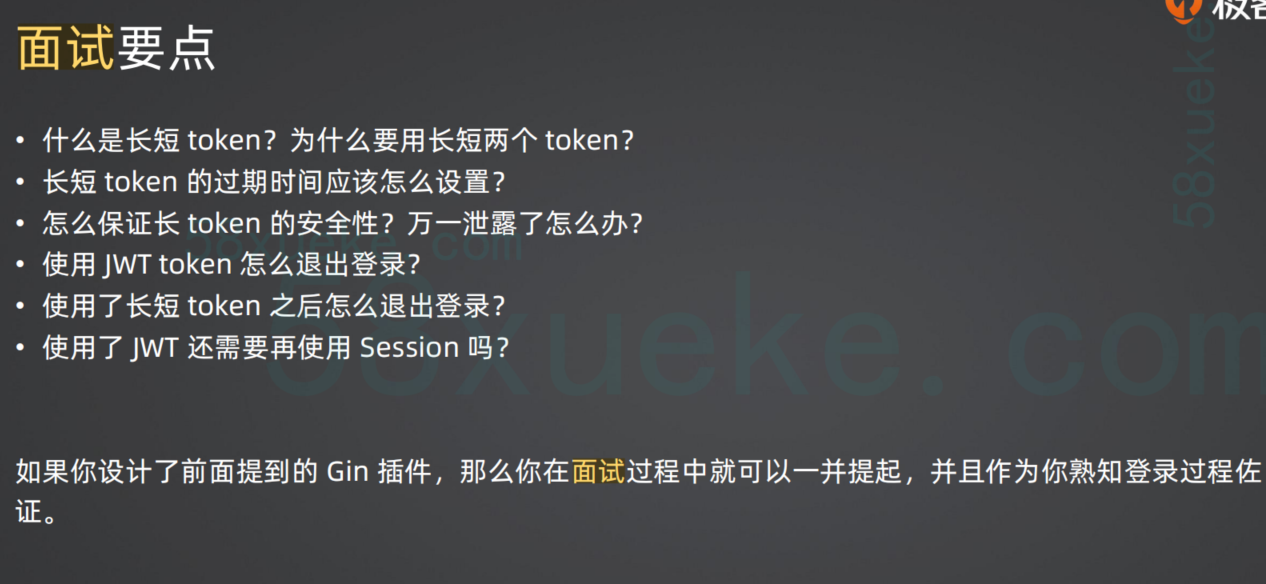 极客
面试要点
• 什么是长短 token？为什么要用长短两个 token？
• 长短 token 的过期时间应该怎么设置？
• 怎么保证长 token 的安全性？万一泄露了怎么办？
• 使用 JWT token 怎么退出登录？
• 使用了长短 token 之后怎么退出登录？
• 使用了 JWT 还需要再使用 Session 吗？
如果你设计了前面提到的 Gin 插件，那么你在面试过程中就可以一并提起，并且作为你熟知登录过程佐
证。
58xueke
58xueke.com
58xueke.com